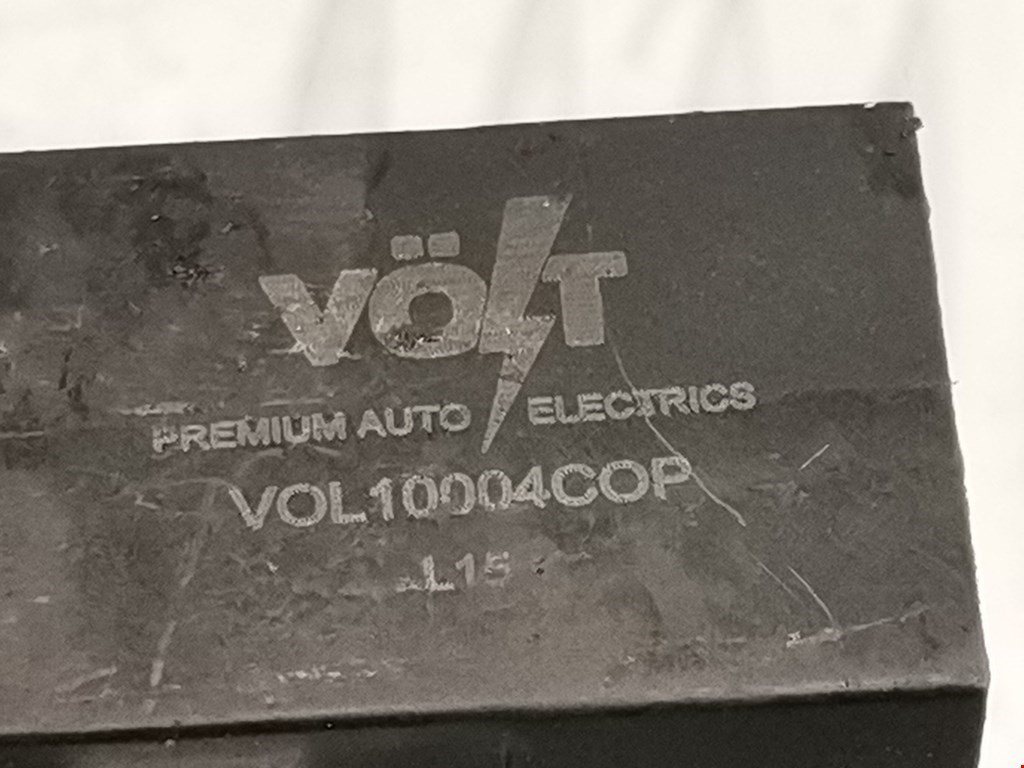 VÖLT
PREMIUM AUTO ELECTRICS
VOL10004COP
L15